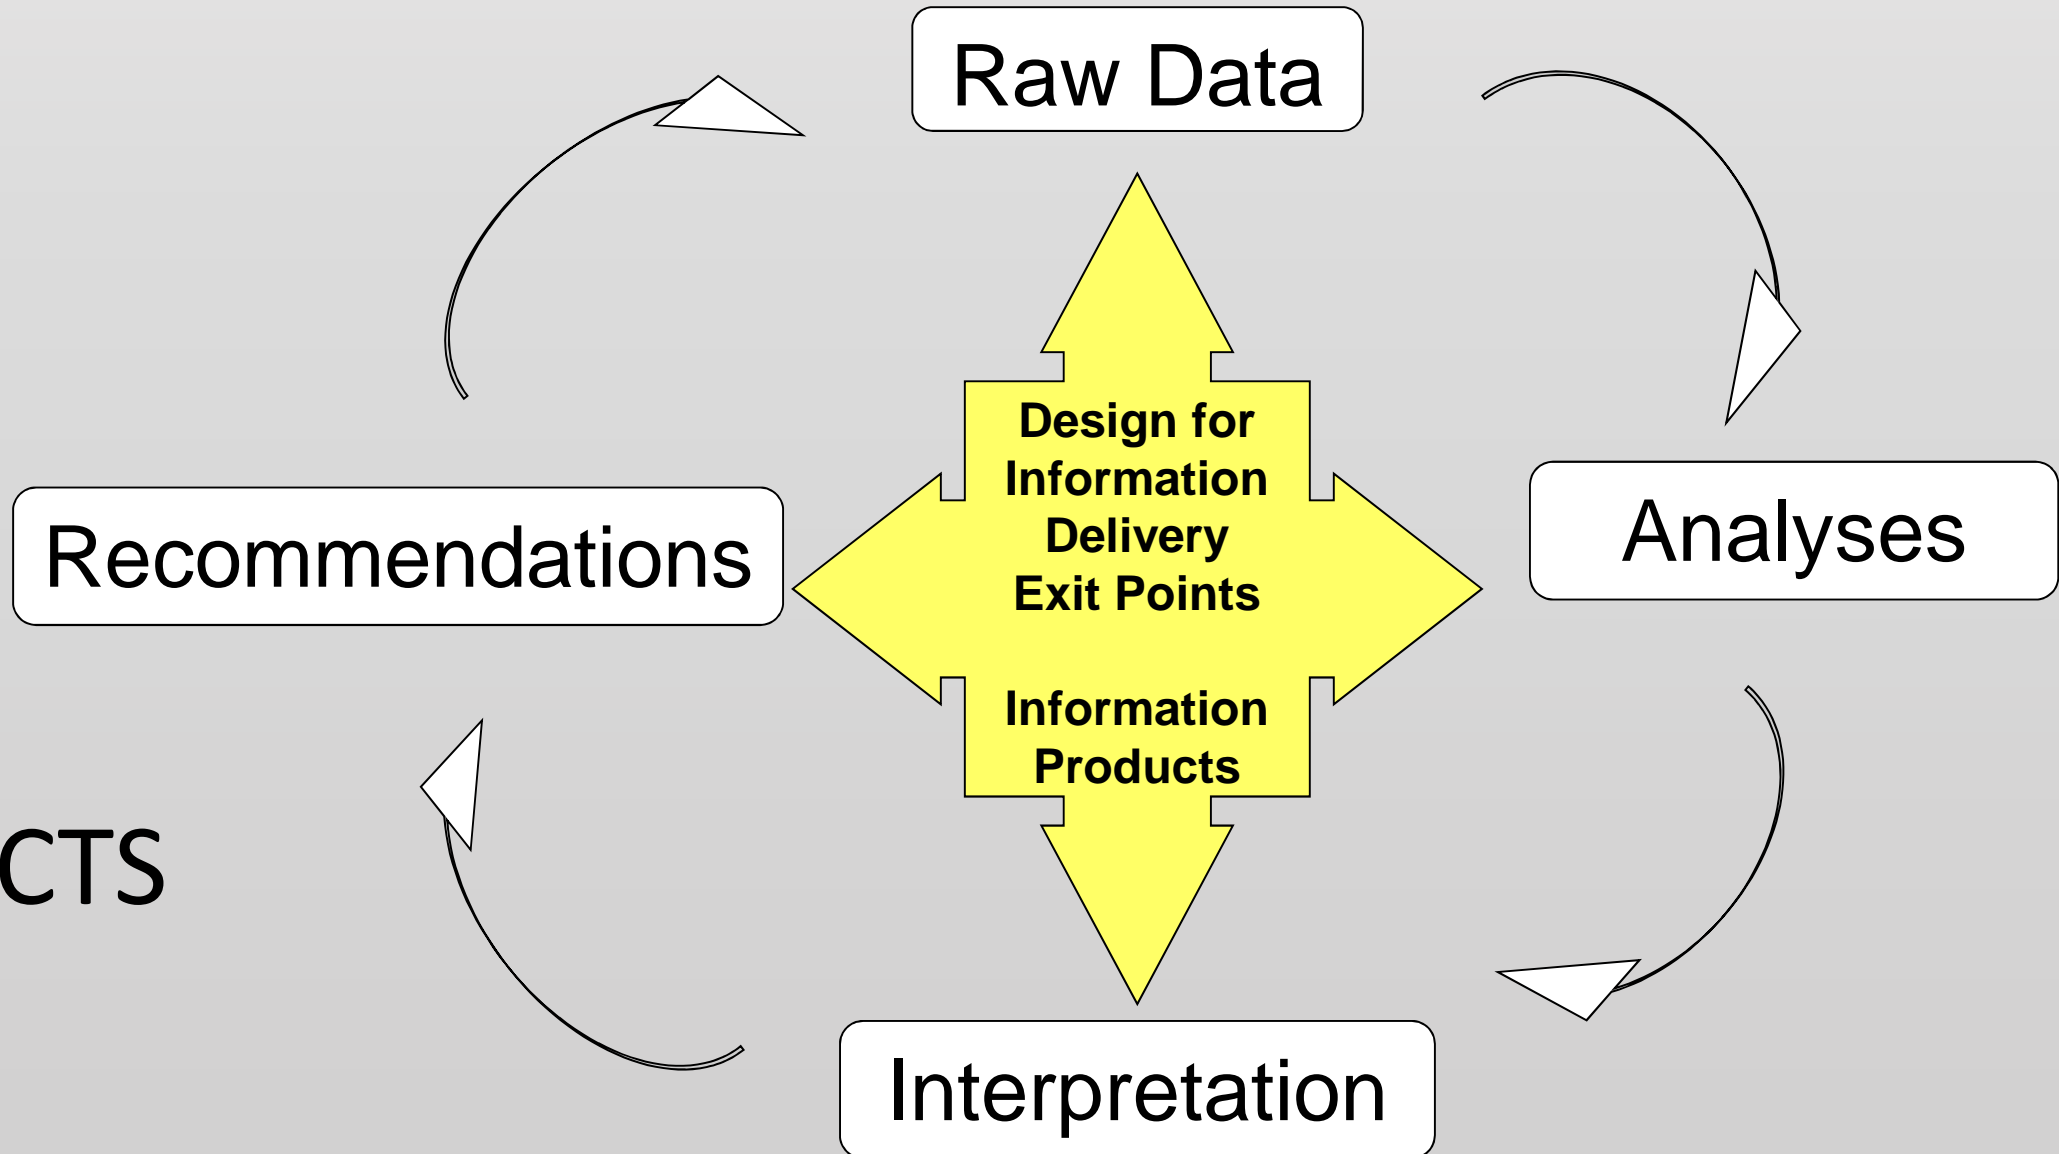 Raw Data
Design for
Information
Delivery
Exit Points
Information
Products
Recommendations
Analyses
CTS
Interpretation